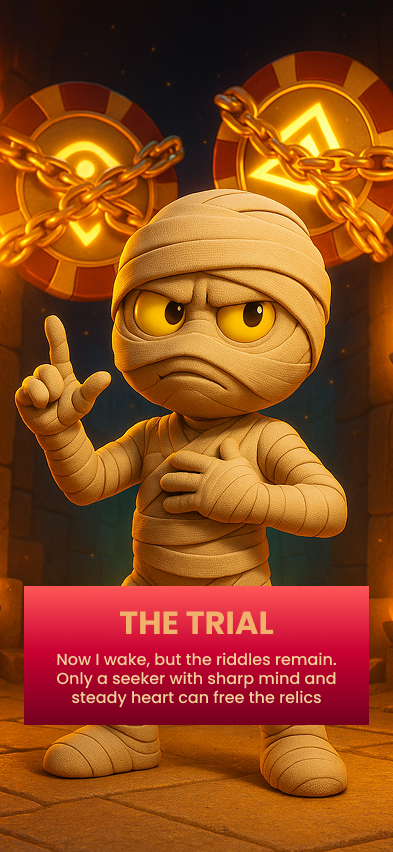 THE TRIAL
Now I wake, but the riddles remain.
Only a seeker with sharp mind and
steady heart can free the relics